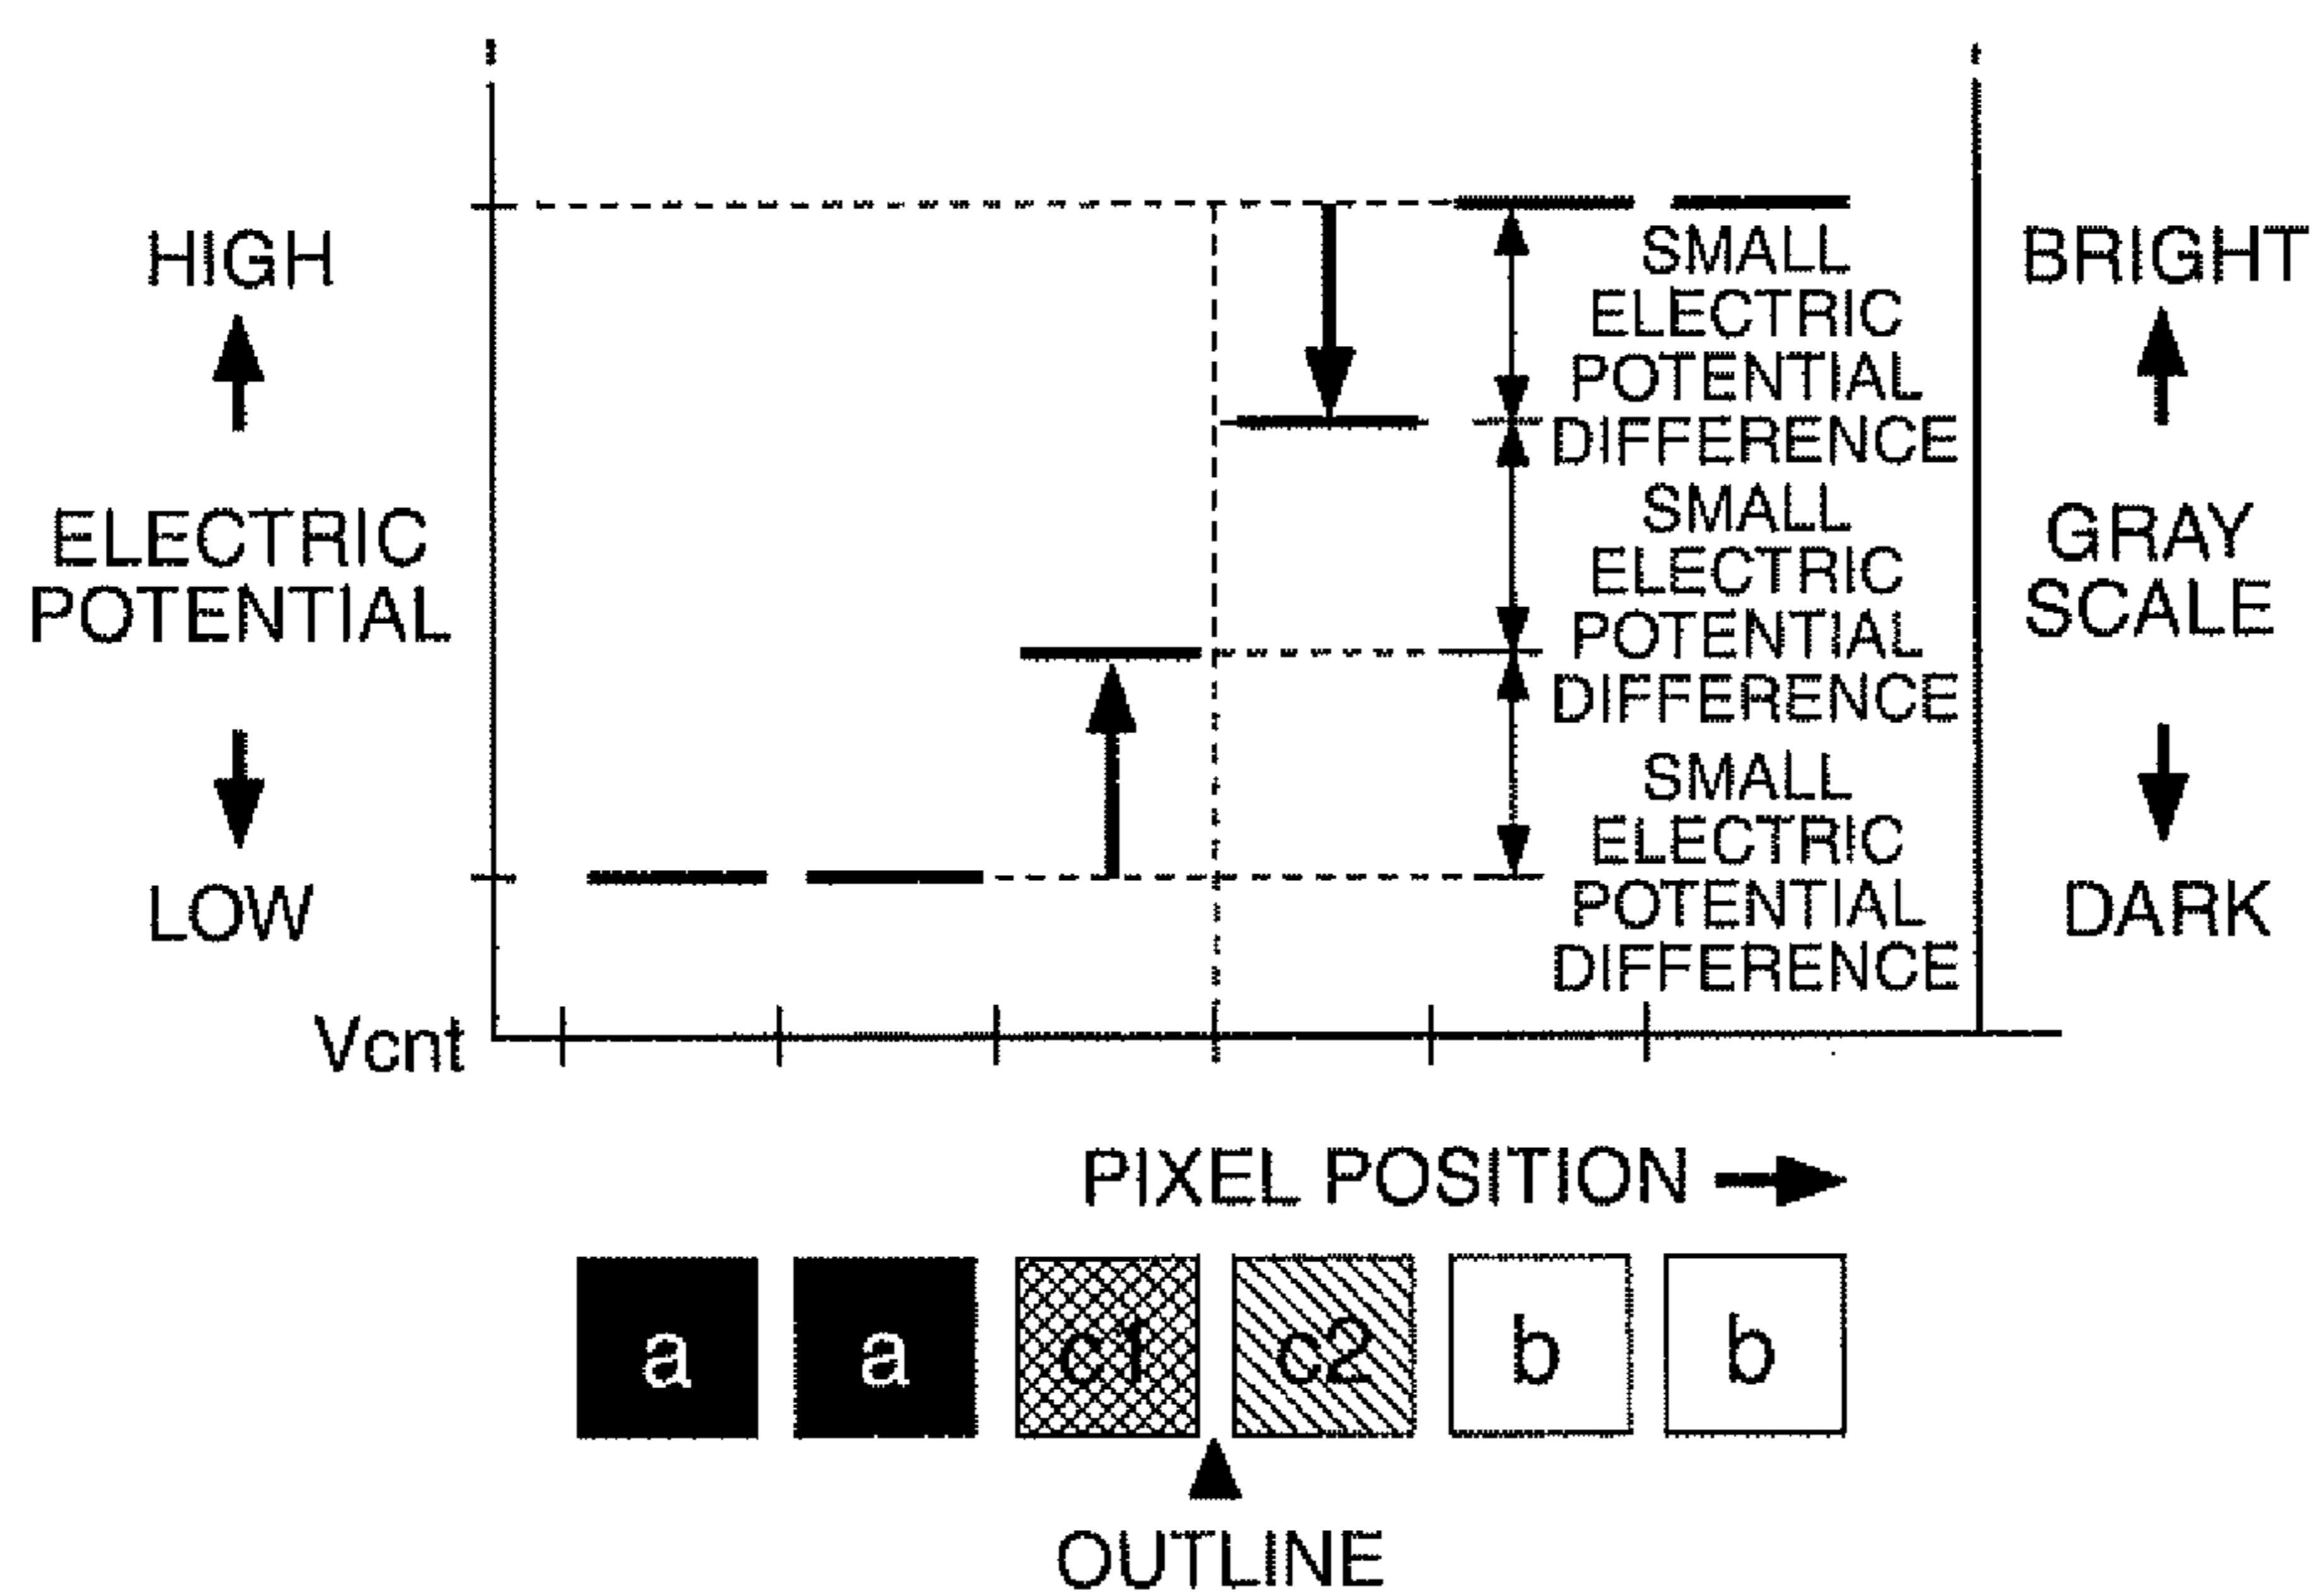 HIGH
ELECTRIC
POTENTIAL
LOW
Vcnt
SMALL
ELECTRIC
POTENTIAL
DIFFERENCE
SMALL
ELECTRIC
POTENTIAL
DIFFERENCE
SMALL
ELECTRIC
POTENTIAL
DIFFERENCE
BRIGHT
GRAY
SCALE
DARK
PIXEL POSITION
a a c1 c2 b b
OUTLINE